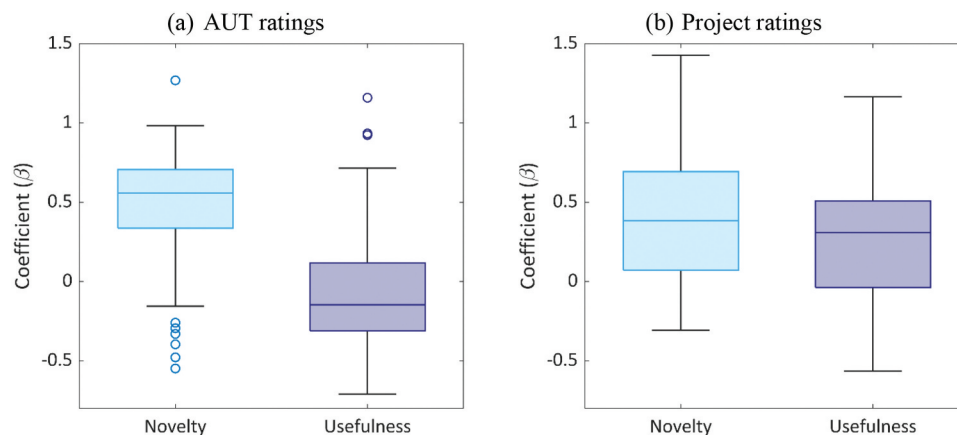 (a) AUT ratings
(b) Project ratings
Coefficient (β)
1.5
1
0.5
0
-0.5
Novelty
Usefulness
Coefficient (β)
1.5
1
0.5
0
-0.5
Novelty
Usefulness